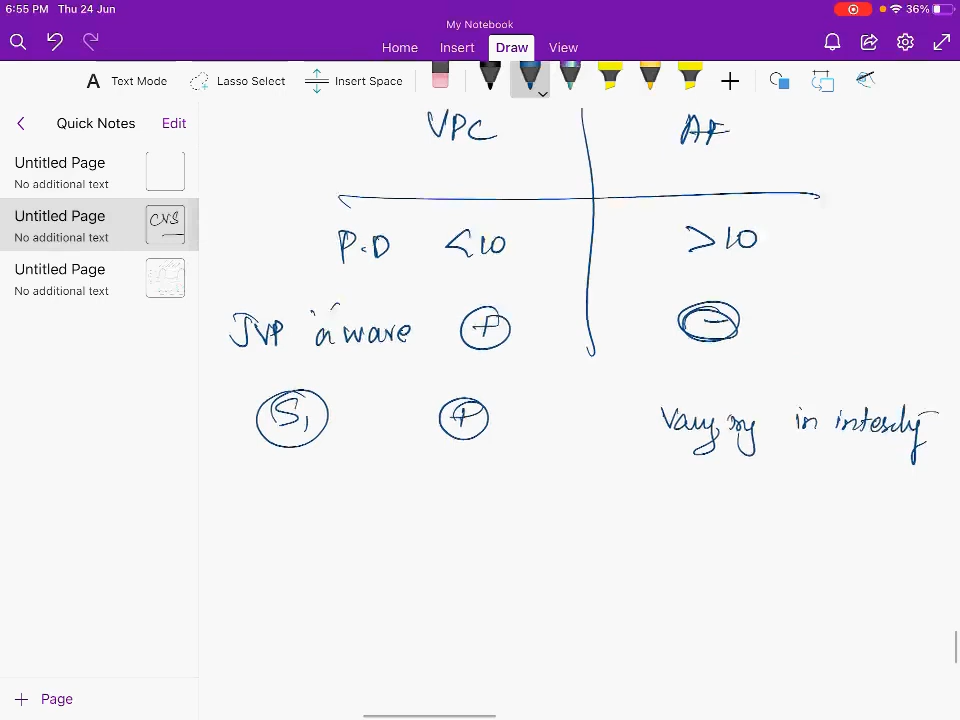 6:55 PM Thu 24 Jun 36%
My Notebook
Home Insert Draw View
A Text Mode Lasso Select Insert Space
Quick Notes Edit
Untitled Page
No additional text
Untitled Page
No additional text
CNS
Untitled Page
No additional text
VPC AF
P.D <10 >10
JVP 'a' wave + -
S1 + Varying in intensity
+ Page